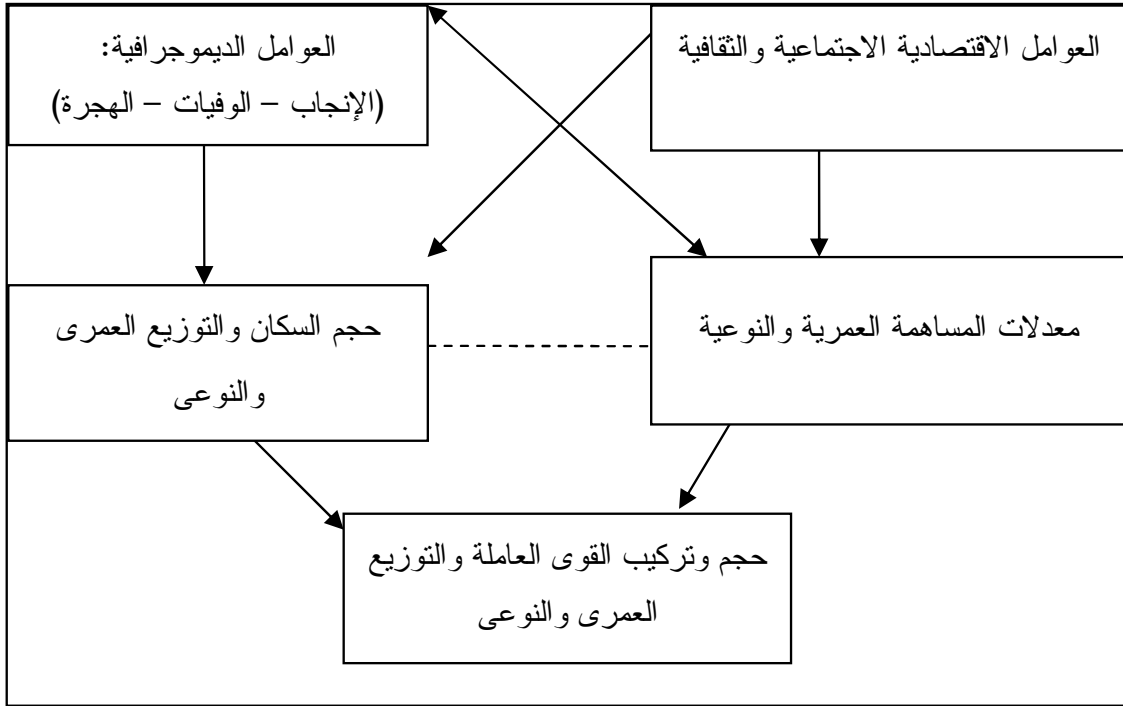 العوامل الاقتصادية الاجتماعية والثقافية
العوامل الديموجرافية:
(الإنجاب – الوفيات – الهجرة)
معدلات المساهمة العمرية والنوعية
حجم السكان والتوزيع العمرى
والنوعى
حجم وتركيب القوى العاملة والتوزيع
العمرى والنوعى